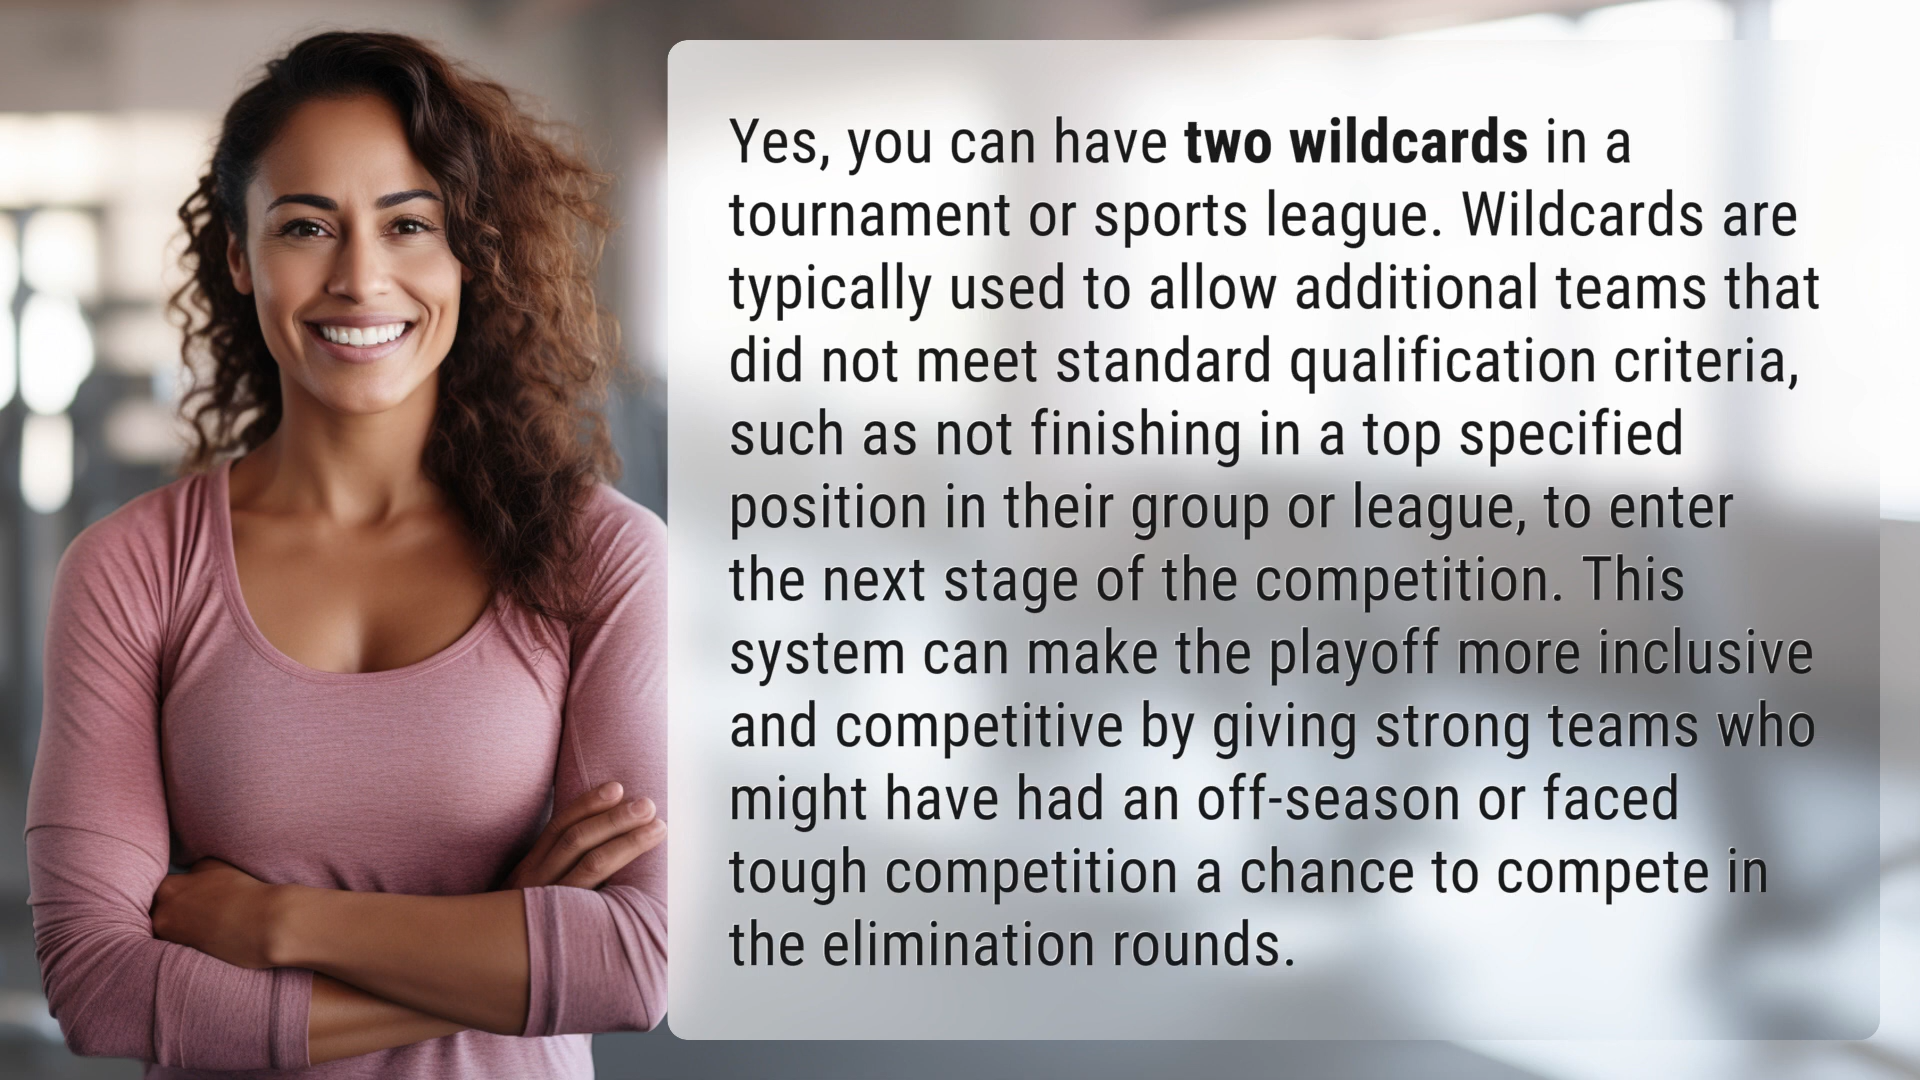 Yes, you can have two wildcards in a
tournament or sports league. Wildcards are
typically used to allow additional teams that
did not meet standard qualification criteria,
such as not finishing in a top specified
position in their group or league, to enter
the next stage of the competition. This
system can make the playoff more inclusive
and competitive by giving strong teams who
might have had an off-season or faced
tough competition a chance to compete in
the elimination rounds.